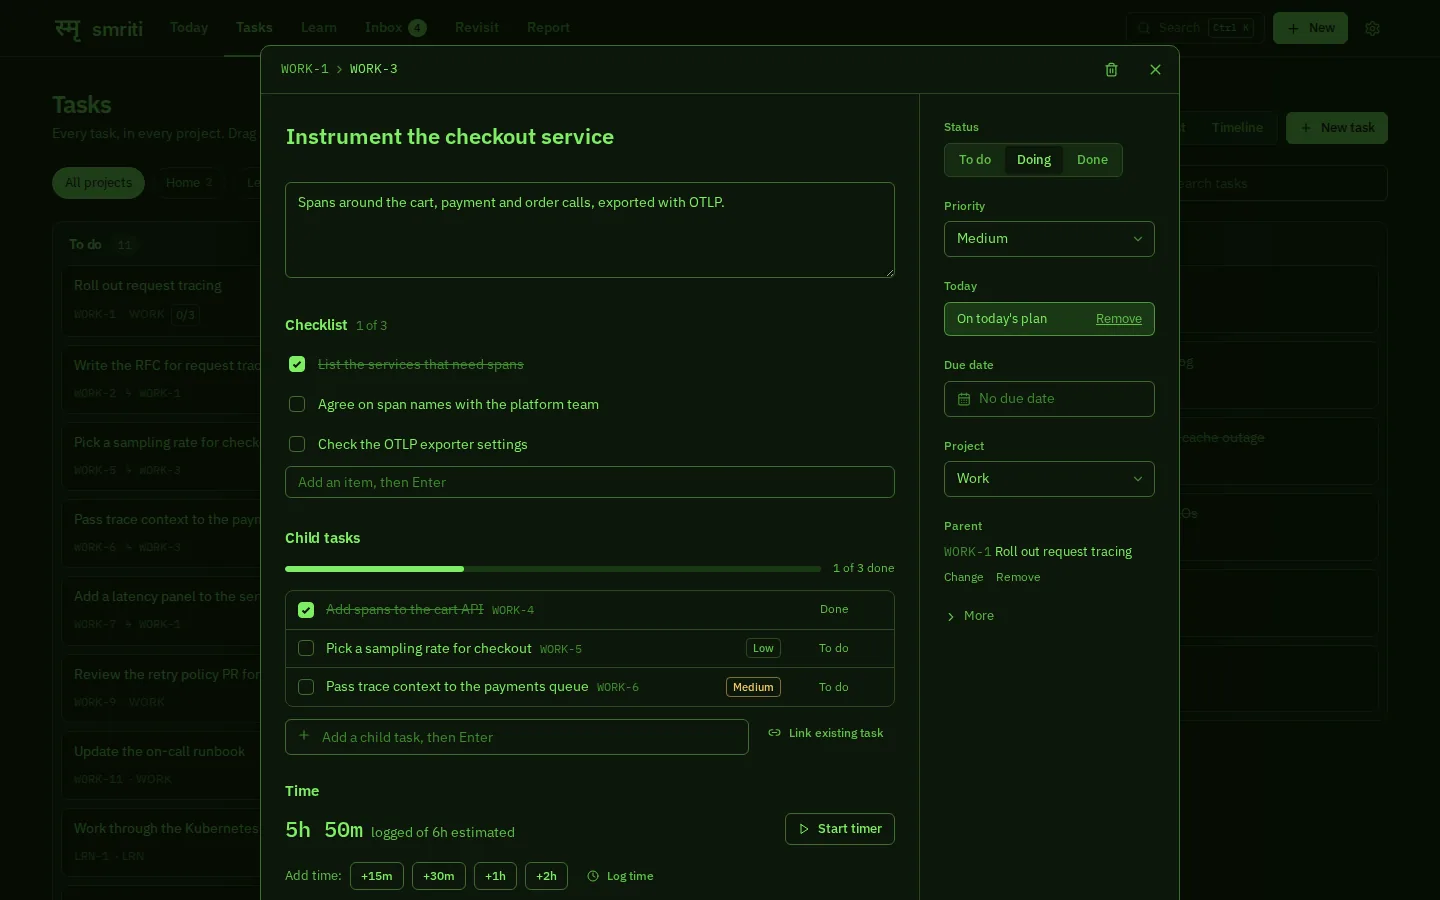 स्मृ smriti Today Tasks Learn Inbox 4 Revisit Report Search Ctrl K + New
WORK-1 > WORK-3
Tasks
Every task, in every project. Drag
Timeline + New task
All projects Home 2
To do 11
Roll out request tracing
WORK-1 · WORK 0/3
Write the RFC for request
WORK-2 WORK-1
Pick a sampling rate for check
WORK-5 WORK-3
Pass trace context to the
WORK-6 WORK-3
Add a latency panel to the
WORK-7 WORK-1
Review the retry policy PR for
WORK-9 · WORK
Update the on-call runbook
WORK-11 · WORK
Work through the Kubernetes
LRN-1 · LRN
tasks
cache outage
Instrument the checkout service
Spans around the cart, payment and order calls, exported with OTLP.
Checklist 1 of 3
List the services that need spans
Agree on span names with the platform team
Check the OTLP exporter settings
Add an item, then Enter
Child tasks
1 of 3 done
Add spans to the cart API WORK-4 Done
Pick a sampling rate for checkout WORK-5 Low To do
Pass trace context to the payments queue WORK-6 Medium To do
+ Add a child task, then Enter Link existing task
Time
5h 50m logged of 6h estimated Start timer
Add time: +15m +30m +1h +2h Log time
Status
To do Doing Done
Priority
Medium
Today
On today's plan Remove
Due date
No due date
Project
Work
Parent
WORK-1 Roll out request tracing
Change Remove
> More